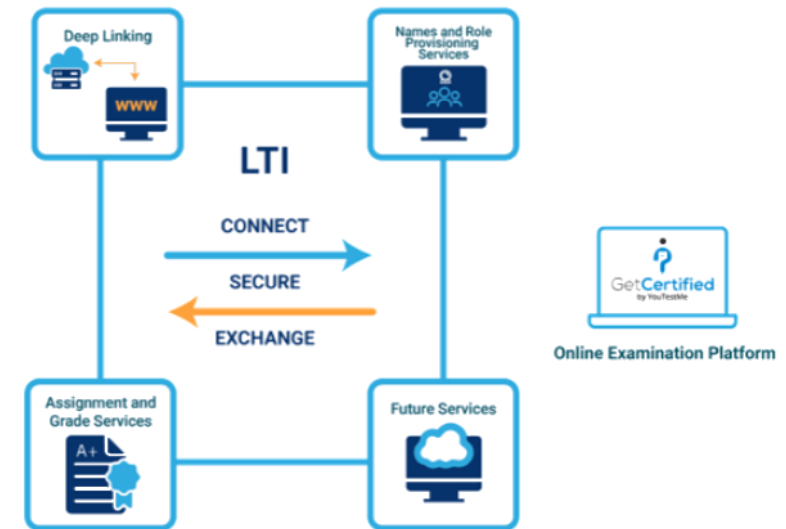 Deep Linking
WWW
Names and Role
Provisioning
Services
LTI
CONNECT
SECURE
EXCHANGE
GetCertified
by YouTestMe
Online Examination Platform
Assignment and
Grade Services
A+
Future Services